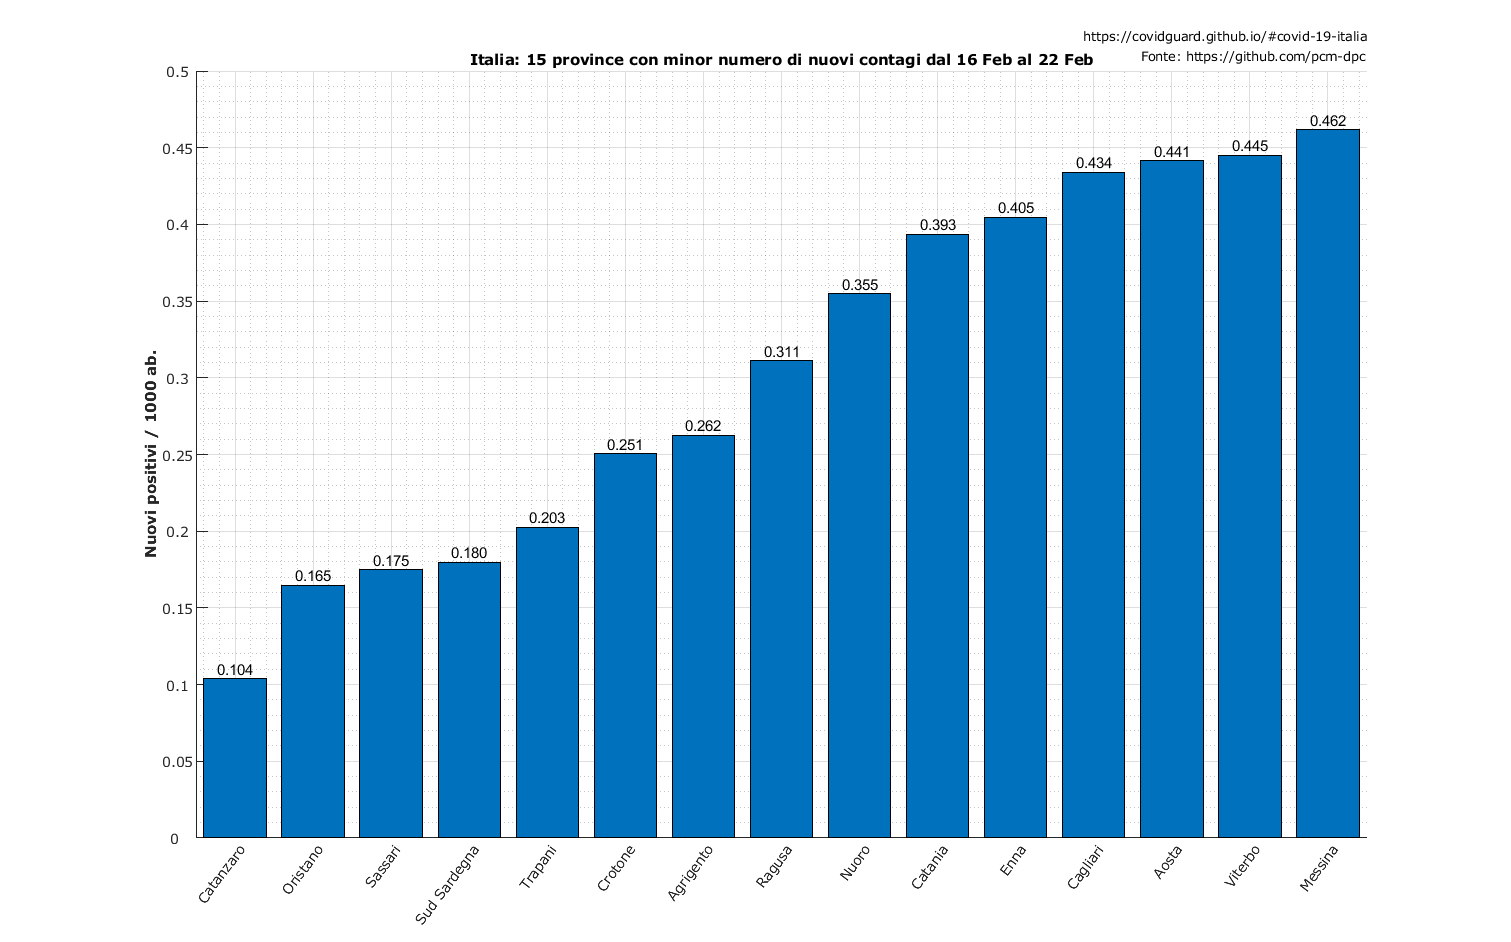 https://covidguard.github.io/#covid-19-italia
Fonte: https://github.com/pcm-dpc
Italia: 15 province con minor numero di nuovi contagi dal 16 Feb al 22 Feb
Nuovi positivi / 1000 ab.
0.5
0.45
0.4
0.35
0.3
0.25
0.2
0.15
0.1
0.05
0
0.104
0.165
0.175
0.180
0.203
0.251
0.262
0.311
0.355
0.393
0.405
0.434
0.441
0.445
0.462
Catanzaro
Oristano
Sassari
Sud Sardegna
Trapani
Crotone
Agrigento
Ragusa
Nuoro
Catania
Enna
Cagliari
Aosta
Viterbo
Messina